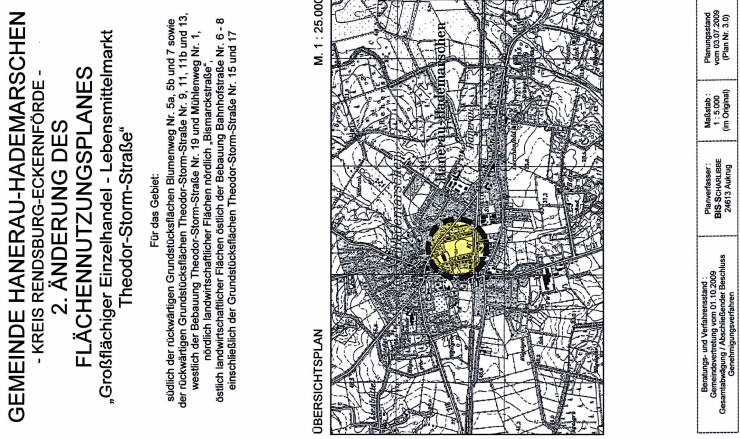 GEMEINDE HANERAU-HADEMARSCHEN
- KREIS RENDSBURG-ECKERNFÖRDE -
2. ÄNDERUNG DES
FLÄCHENNUTZUNGSPLANES
„Großflächiger Einzelhandel - Lebensmittelmarkt
Theodor-Storm-Straße"
Für das Gebiet:
südlich der rückwärtigen Grundstücksflächen Blumenweg Nr. 5a, 5b und 7 sowie
der rückwärtigen Grundstücksflächen Theodor-Storm-Straße Nr. 9, 11, 11b und 13,
westlich der Bebauung Theodor-Storm-Straße Nr. 19 und Mühlenweg Nr. 1,
nördlich landwirtschaftlicher Flächen nördlich „Bismarckstraße",
östlich landwirtschaftlicher Flächen östlich der Bebauung Bahnhofstraße Nr. 6 - 8
einschließlich der Grundstücksflächen Theodor-Storm-Straße Nr. 15 und 17
ÜBERSICHTSPLAN
M. 1 : 25.000
Hanerau-Hademarschen
Beratungs- und Verfahrensstand :
Gemeindevertretung vom 01.10.2009
Gesamtabwägung / Abschließender Beschluss
Genehmigungsverfahren
Planverfasser :
BIS-SCHARLIBBE
24613 Aukrug
Maßstab :
1 : 5.000
(im Original)
Planungsstand
vom 03.07.2009
(Plan Nr. 3.0)